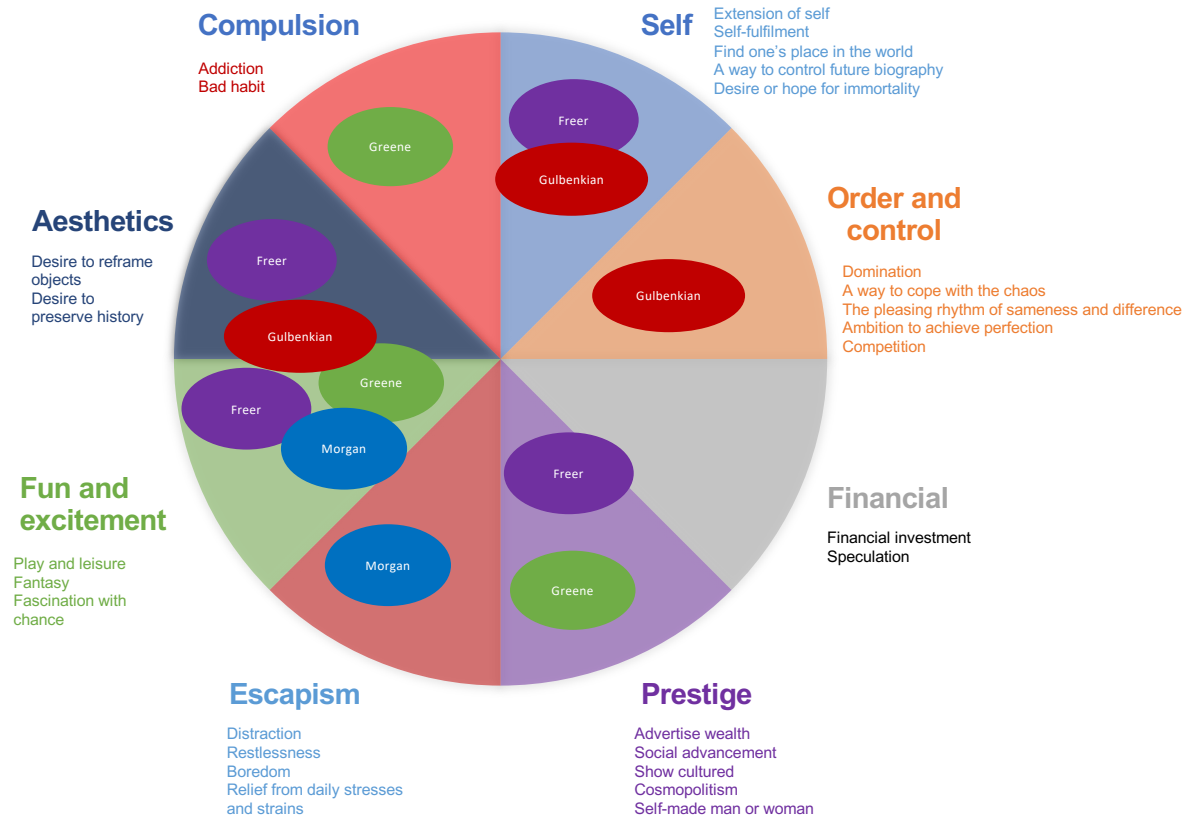 Compulsion
Addiction
Bad habit
Self
Extension of self
Self-fulfilment
Find one's place in the world
A way to control future biography
Desire or hope for immortality
Freer
Gulbenkian
Greene
Order and
control
Domination
A way to cope with the chaos
The pleasing rhythm of sameness and difference
Ambition to achieve perfection
Competition
Gulbenkian
Aesthetics
Desire to reframe
objects
Desire to
preserve history
Freer
Gulbenkian
Greene
Freer
Morgan
Fun and
excitement
Play and leisure
Fantasy
Fascination with
chance
Freer
Financial
Financial investment
Speculation
Morgan
Greene
Escapism
Distraction
Restlessness
Boredom
Relief from daily stresses
and strains
Prestige
Advertise wealth
Social advancement
Show cultured
Cosmopolitism
Self-made man or woman